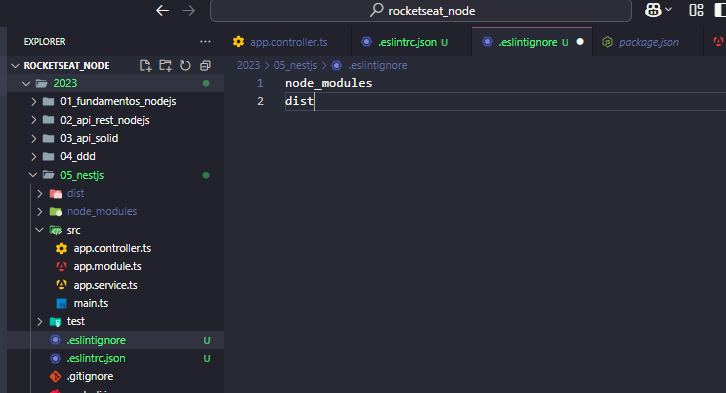 rocketseat_node
EXPLORER
app.controller.ts
.eslintrc.json U
.eslintignore U
package.json
ROCKETSEAT_NODE
2023 > 05_nestjs > .eslintignore
2023
1 node_modules
2 dist
01_fundamentos_nodejs
02_api_rest_nodejs
03_api_solid
04_ddd
05_nestjs
dist
node_modules
src
app.controller.ts
app.module.ts
app.service.ts
main.ts
test
.eslintignore U
.eslintrc.json U
.gitignore